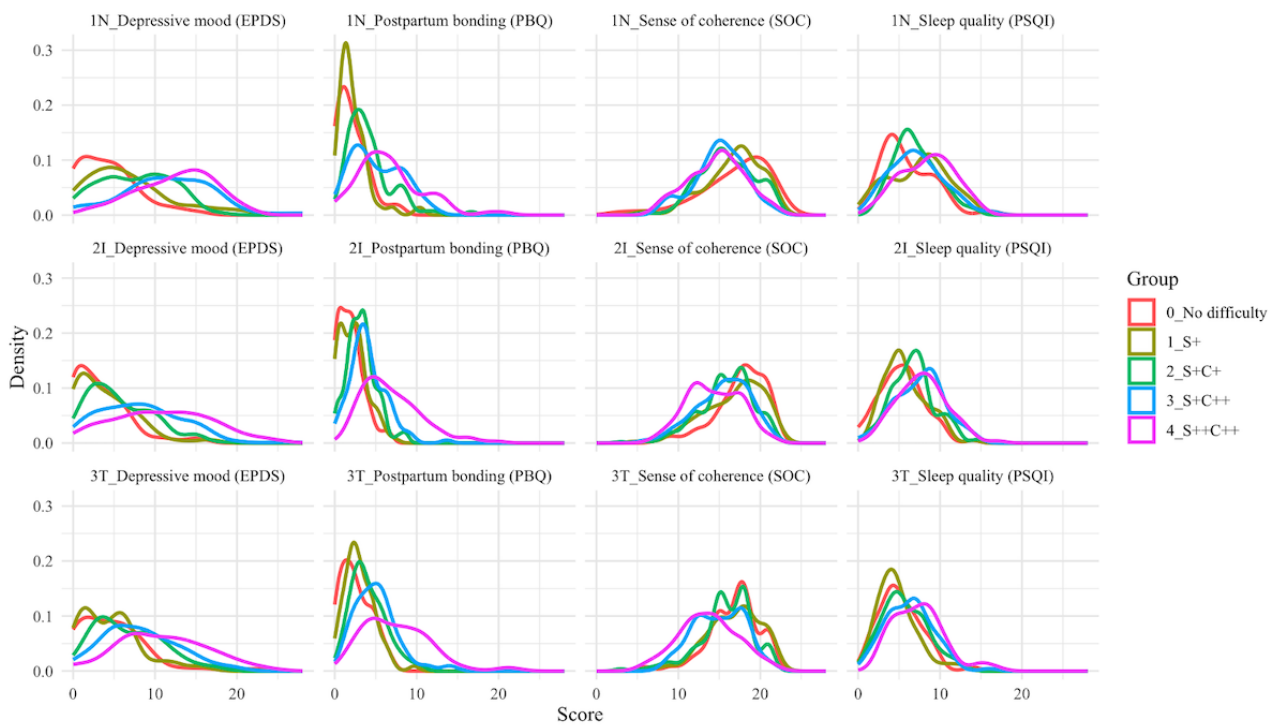 1N_Depressive mood (EPDS) 1N_Postpartum bonding (PBQ) 1N_Sense of coherence (SOC) 1N_Sleep quality (PSQI)
0.3
0.2
0.1
0.0
2I_Depressive mood (EPDS) 2I_Postpartum bonding (PBQ) 2I_Sense of coherence (SOC) 2I_Sleep quality (PSQI)
0.3
0.2
0.1
0.0
3T_Depressive mood (EPDS) 3T_Postpartum bonding (PBQ) 3T_Sense of coherence (SOC) 3T_Sleep quality (PSQI)
0.3
0.2
0.1
0.0
0 10 20 0 10 20 0 10 20 0 10 20
Density
Score
Group
0_No difficulty
1_S+
2_S+C+
3_S+C++
4_S++C++